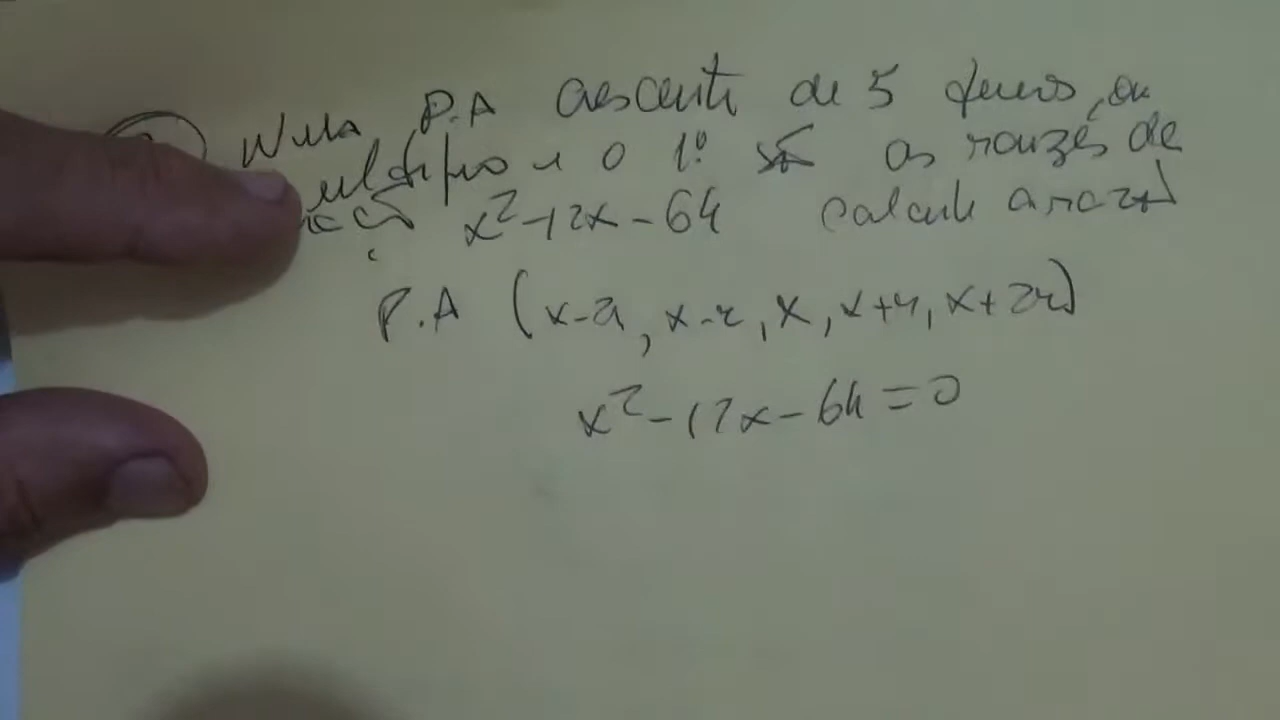 Numa P.A crescente de 5 termos, o
último e o 1º são as raízes de
x²-12x-64 calcule a razão
P.A (x-2r, x-r, x, x+r, x+2r)
x²-12x-64=0